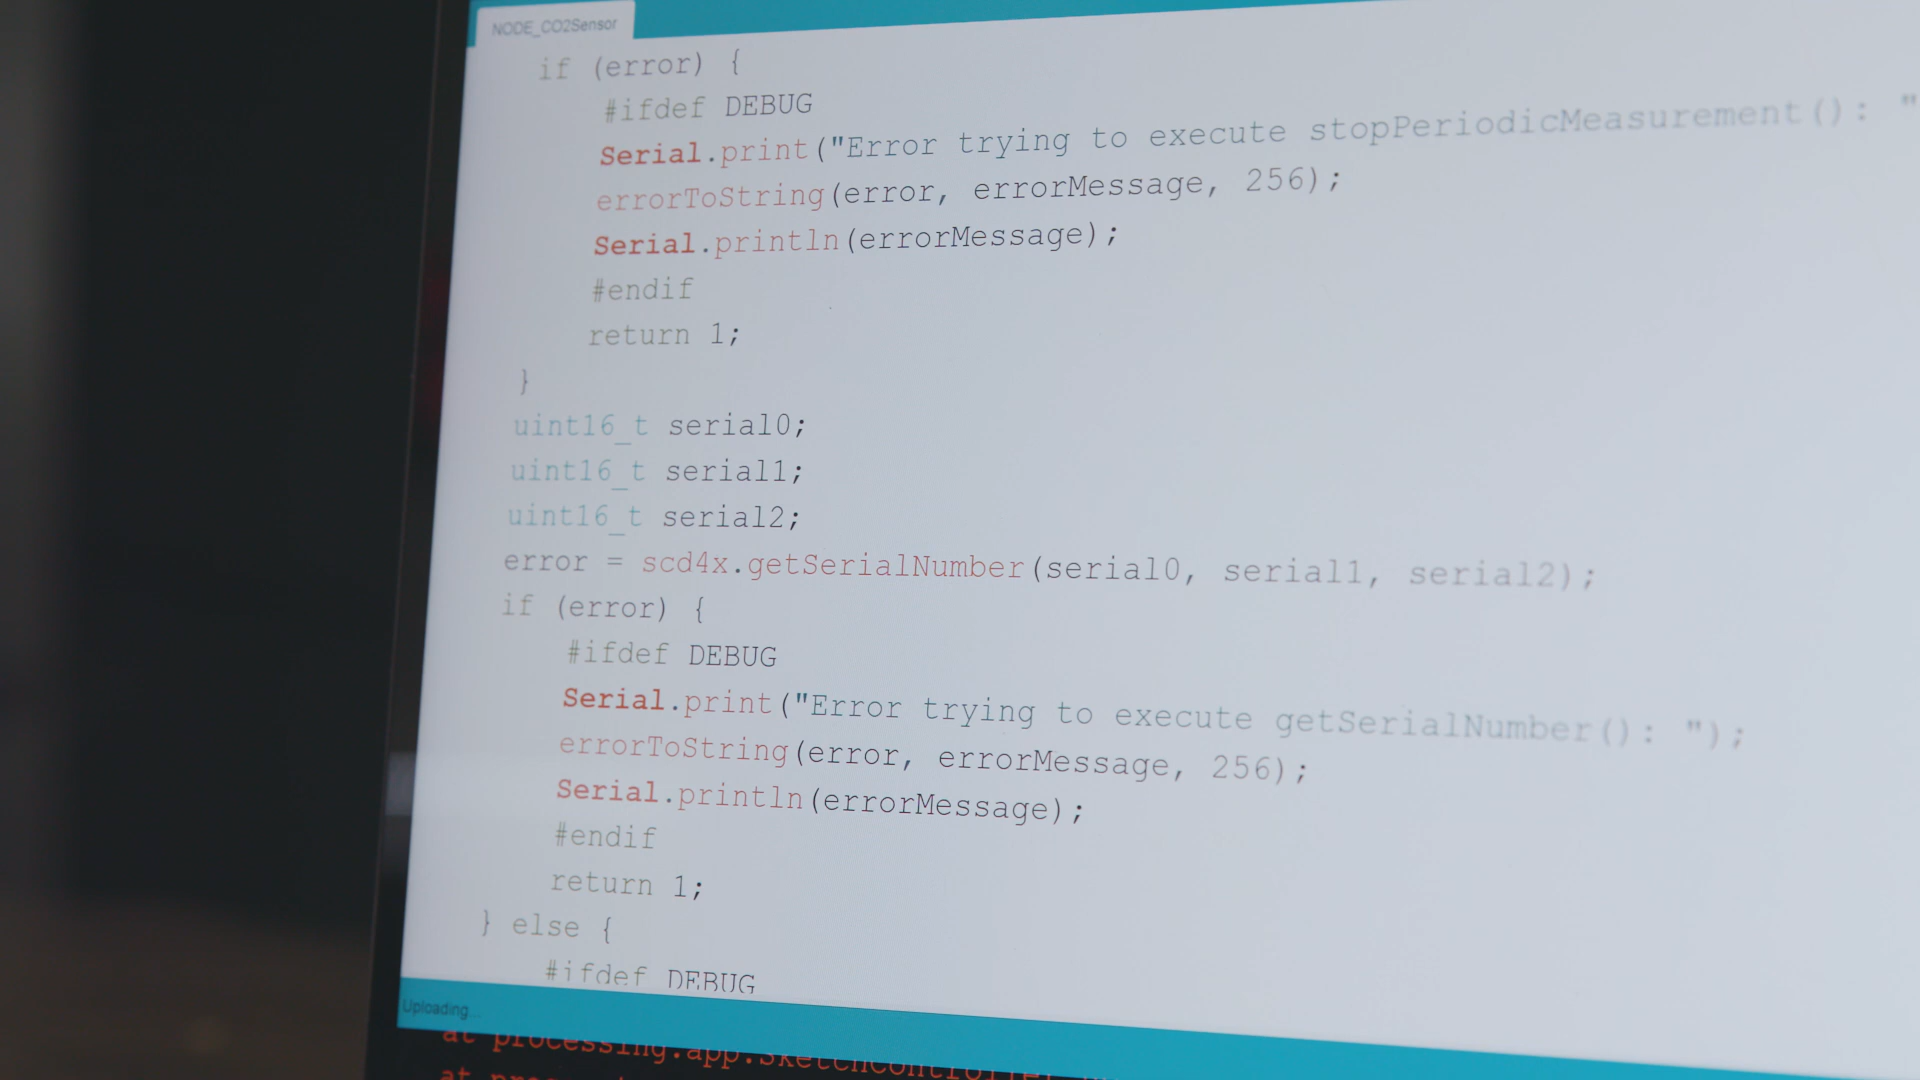 NODE_CO2Sensor
if (error) {
#ifdef DEBUG
Serial.print("Error trying to execute stopPeriodicMeasurement(): "
errorToString(error, errorMessage, 256);
Serial.println(errorMessage);
#endif
return 1;
}
uint16_t serial0;
uint16_t serial1;
uint16_t serial2;
error = scd4x.getSerialNumber(serial0, serial1, serial2);
if (error) {
#ifdef DEBUG
Serial.print("Error trying to execute getSerialNumber(): ");
errorToString(error, errorMessage, 256);
Serial.println(errorMessage);
#endif
return 1;
} else {
#ifdef DEBUG
Uploading...
at processing.app.SketchController
at